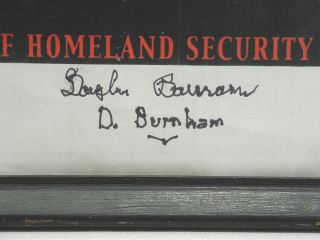 F HOMELAND SECURITY
D. Burnham